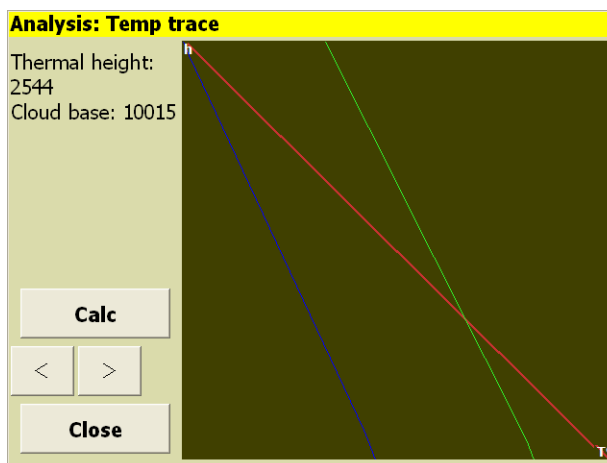 Analysis: Temp trace
Thermal height:
2544
Cloud base: 10015
h
Calc
< >
Close
T